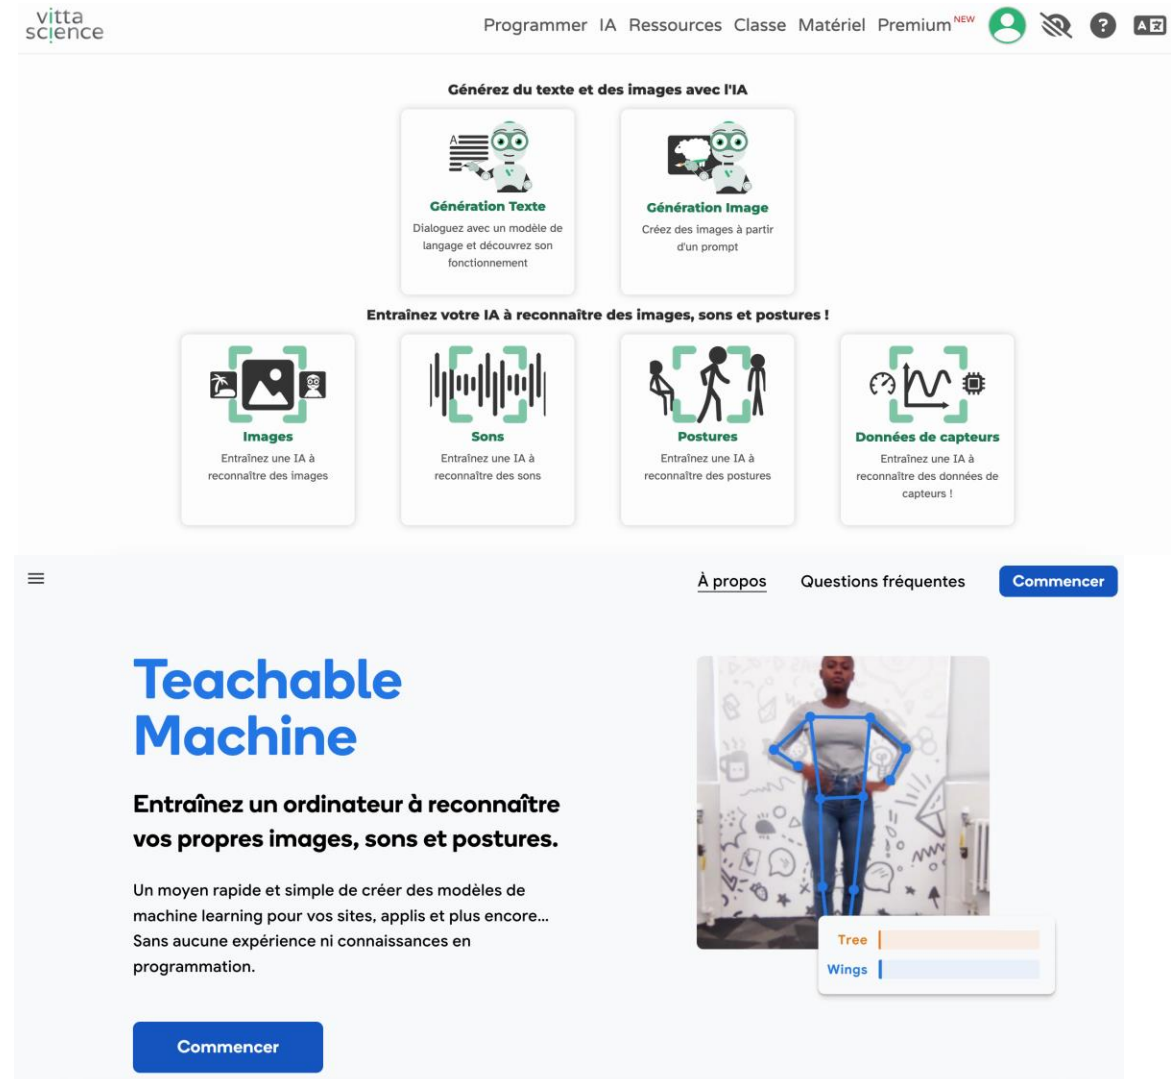 vitta
science
Programmer IA Ressources Classe Matériel Premium NEW ? A
Générez du texte et des images avec l'IA
A
Génération Texte
Dialoguez avec un modèle de
langage et découvrez son
fonctionnement
Génération Image
Créez des images à partir
d'un prompt
Entraînez votre IA à reconnaître des images, sons et postures !
Images
Entraînez une IA à
reconnaître des images
Sons
Entraînez une IA à
reconnaître des sons
Postures
Entraînez une IA à
reconnaître des postures
Données de capteurs
Entraînez une IA à
reconnaître des données de
capteurs !
À propos Questions fréquentes Commencer
Teachable
Machine
Entraînez un ordinateur à reconnaître
vos propres images, sons et postures.
Un moyen rapide et simple de créer des modèles de
machine learning pour vos sites, applis et plus encore...
Sans aucune expérience ni connaissances en
programmation.
Tree
Wings
Commencer